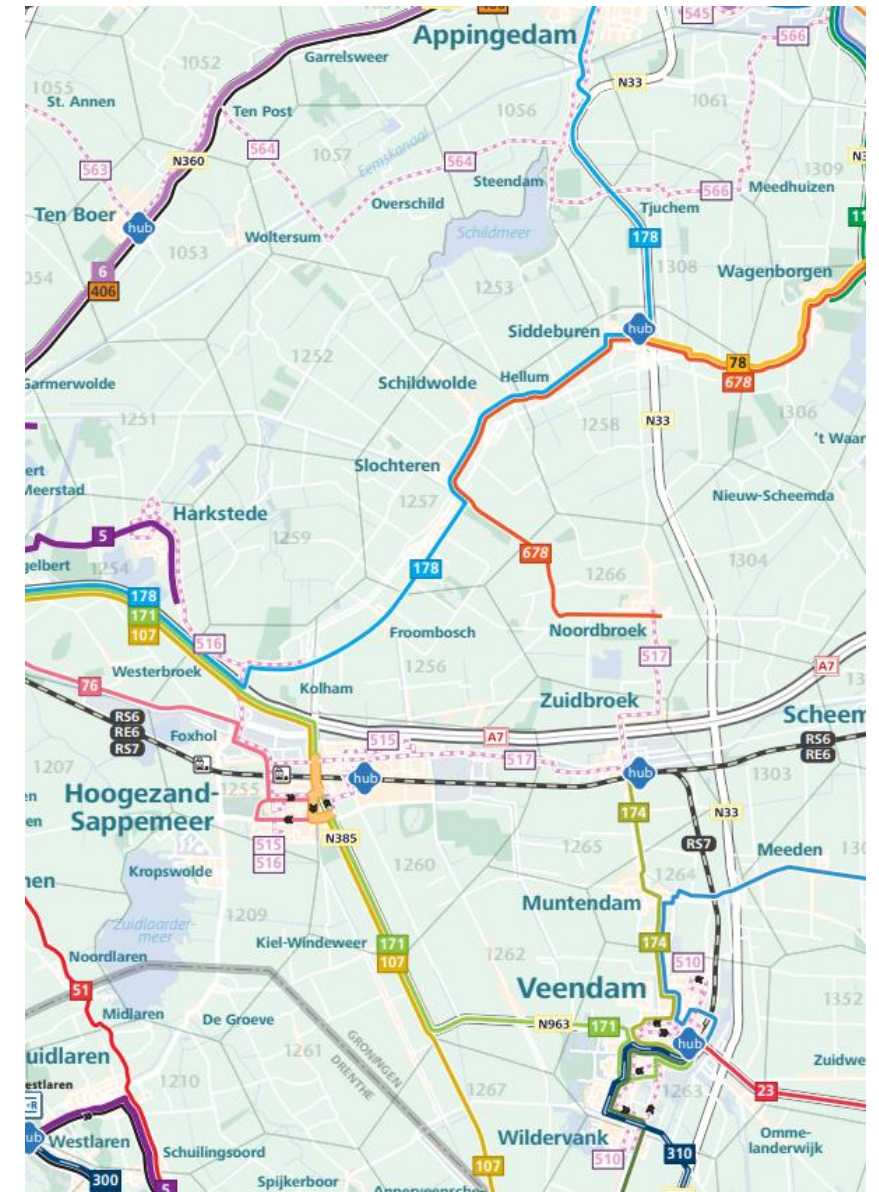 545
Appingedam
566
1052
Garrelsweer
N33
1055
St. Annen
1056
1061
Ten Post
564
1057
N360
Eemskanaal
564
1309
563
Steendam
566
Meedhuizen
Overschild
Tjuchem
Ten Boer
hub
Woltersum
Schildmeer
178
11
1053
1308
6
406
1253
Wagenborgen
Siddeburen
hub
1252
78
678
Garmerwolde
Schildwolde
Hellum
1251
1258
N33
1306
't Waar
Slochteren
Meerstad
1257
Nieuw-Scheemda
Harkstede
5
1259
678
1304
1254
178
1266
178
171
107
Froombosch
Noordbroek
516
517
1256
Westerbroek
A7
76
Kolham
Zuidbroek
RS6
RE6
RS7
Foxhol
515
A7
Scheem
RS6
RE6
517
1207
hub
hub
1303
1255
Hoogezand-
Sappemeer
174
N33
N385
RS7
515
516
1265
Meeden
1260
1264
Kropswolde
Muntendam
1209
Zuidlaarder-
meer
Kiel-Windeweer
171
107
174
Noordlaren
1262
510
51
Veendam
1352
Midlaren
De Groeve
N963
171
hub
GRONINGEN
DRENTHE
1261
Zuidwe
uidlaren
1210
1267
1263
23
Westlaren
Wildervank
Omme-
landerwijk
Schuilingsoord
510
310
107
300
5
Spijkerboor